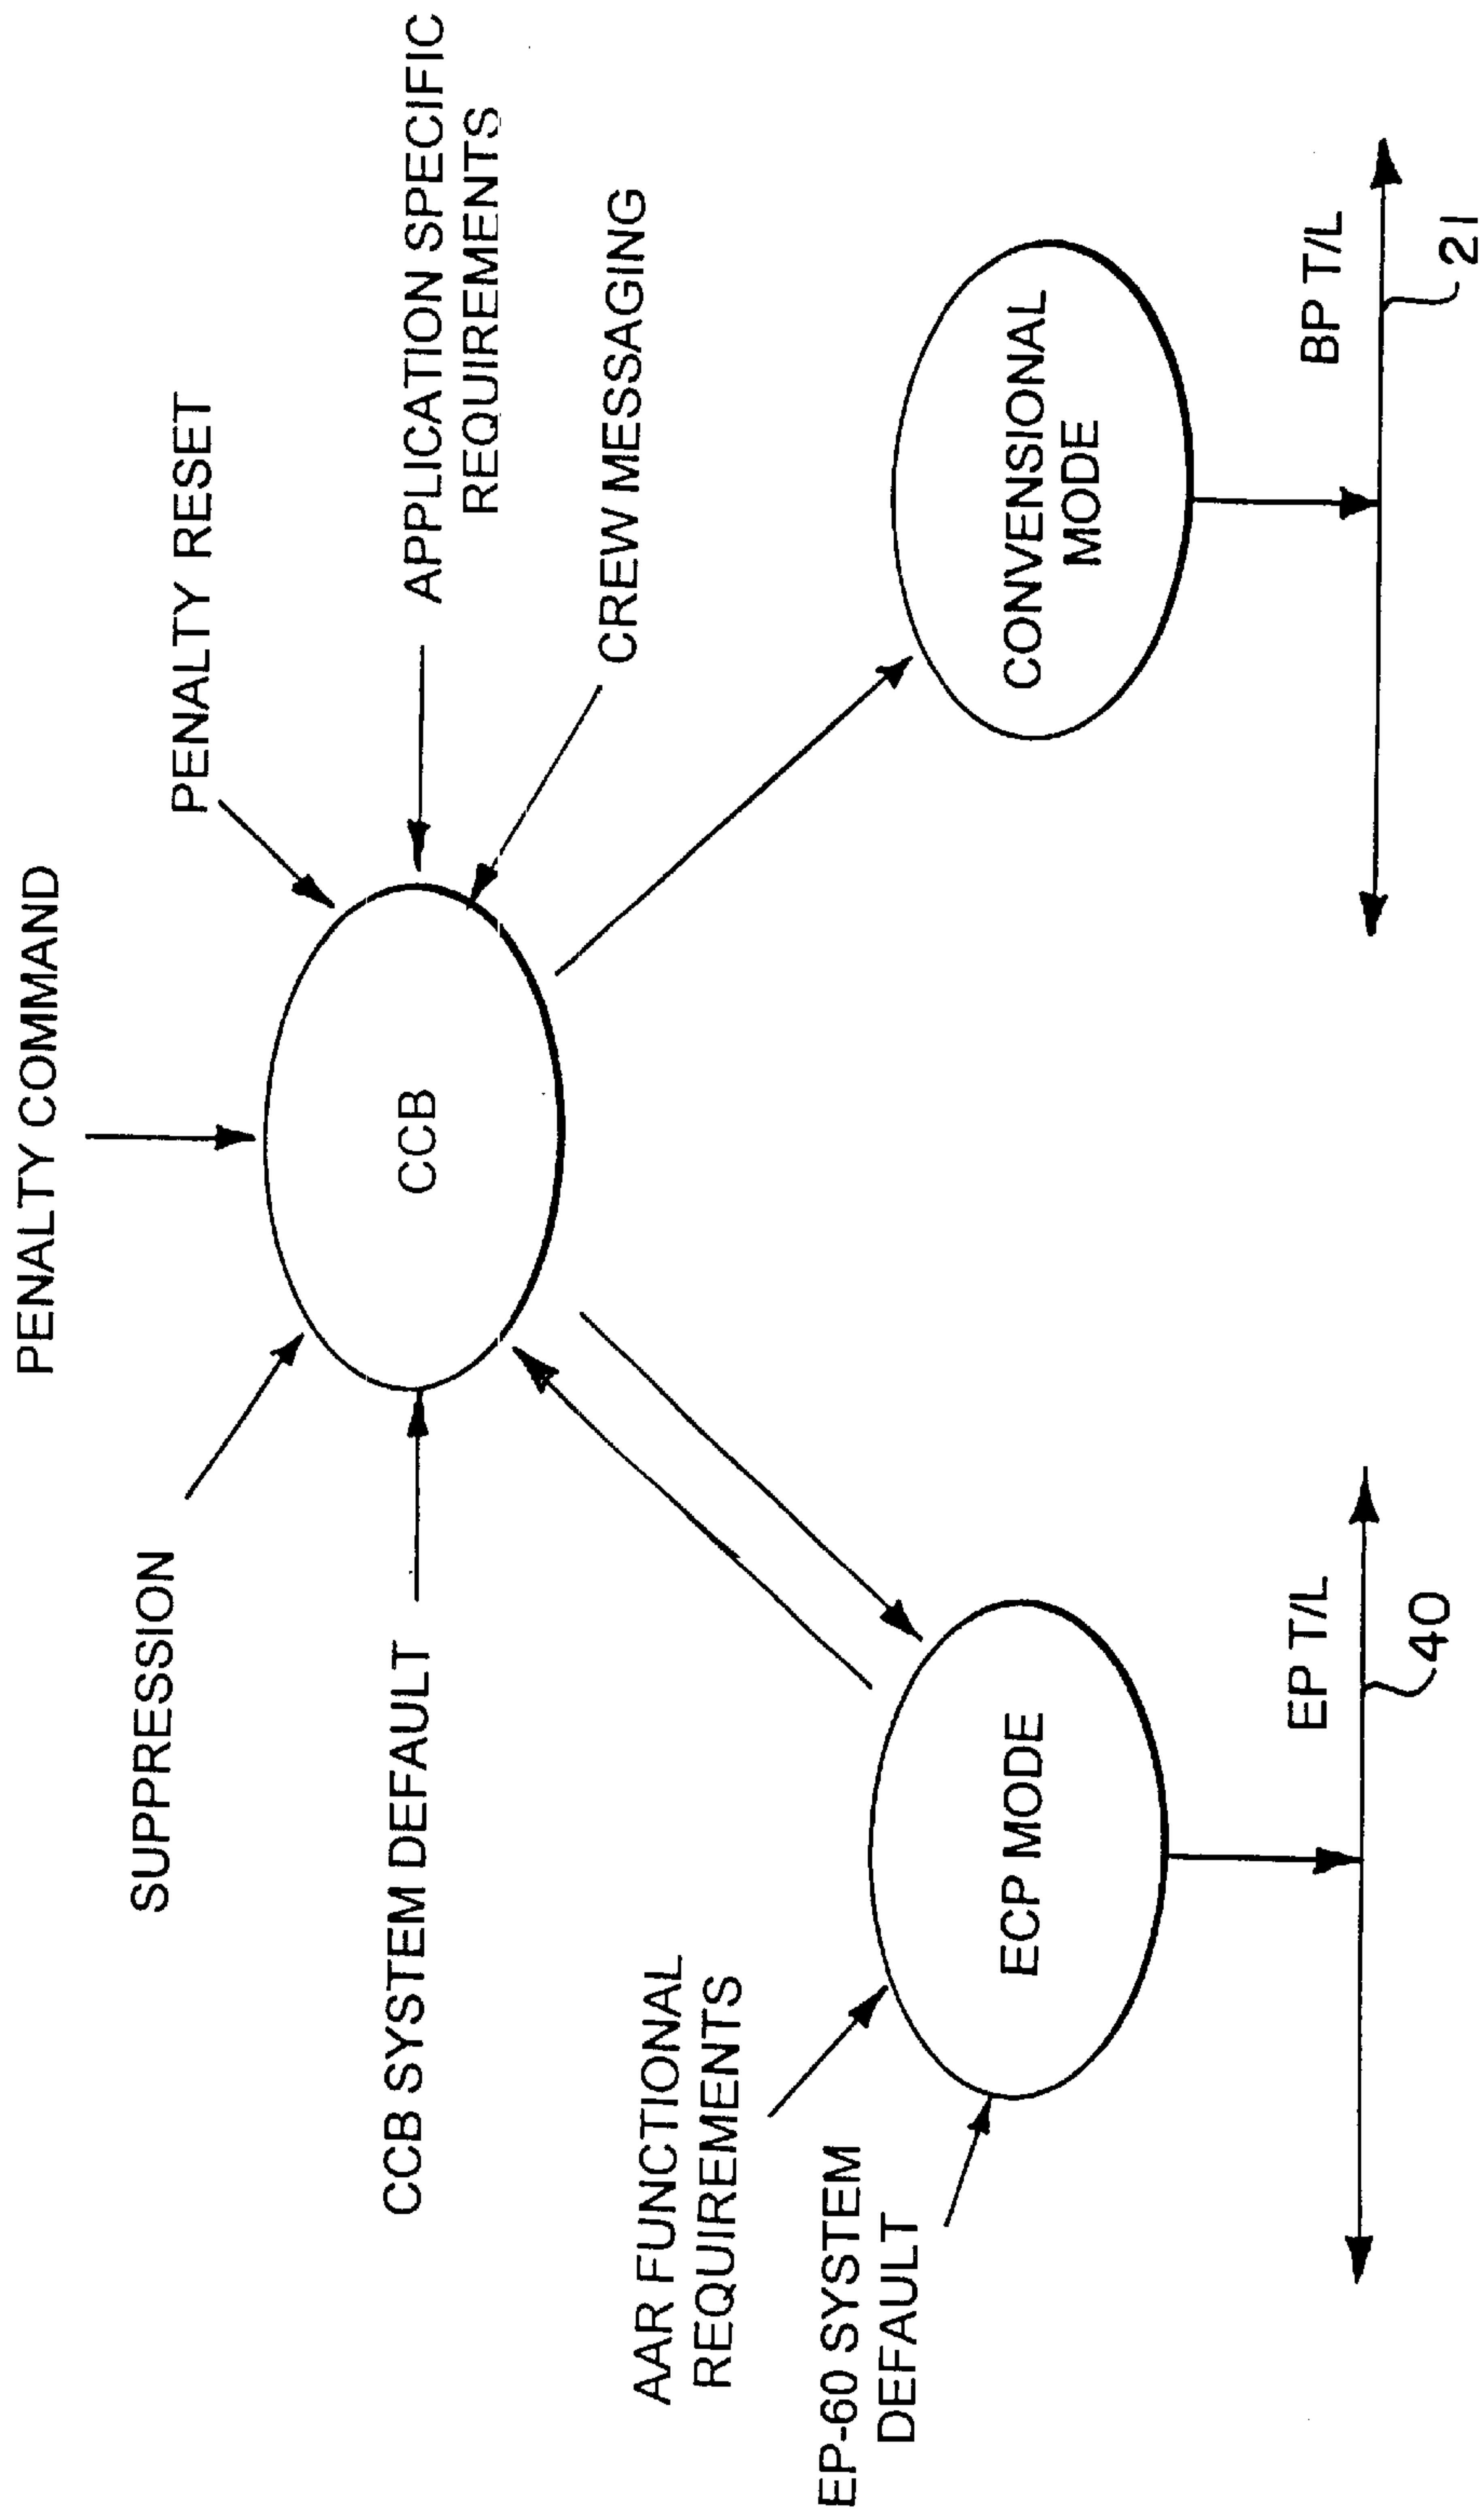 PENALTY COMMAND
SUPPRESSION
PENALTY RESET
CCB SYSTEM DEFAULT
CCB
APPLICATION SPECIFIC
REQUIREMENTS
CREW MESSAGING
AAR FUNCTIONAL
REQUIREMENTS
EP-60 SYSTEM
DEFAULT
ECP MODE
CONVENSIONAL
MODE
EP T/L
BP T/L
40
21